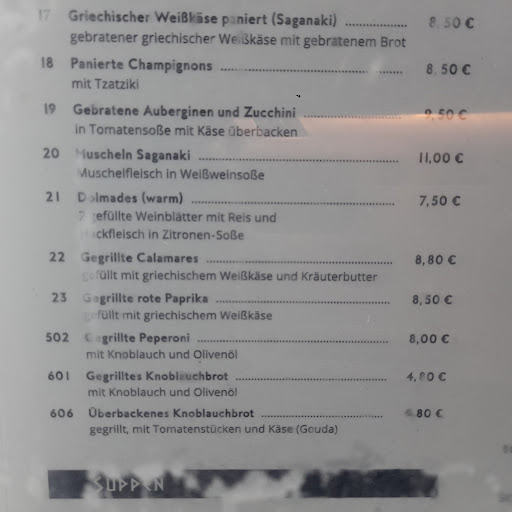 17 Griechischer Weißkäse paniert (Saganaki) 8,50 €
gebratener griechischer Weißkäse mit gebratenem Brot
18 Panierte Champignons 8,50 €
mit Tzatziki
19 Gebratene Auberginen und Zucchini 9,50 €
in Tomatensoße mit Käse überbacken
20 Muscheln Saganaki 11,00 €
Muschelfleisch in Weißweinsoße
21 Dolmades (warm) 7,50 €
gefüllte Weinblätter mit Reis und
Hackfleisch in Zitronen-Soße
22 Gegrillte Calamares 8,80 €
gefüllt mit griechischem Weißkäse und Kräuterbutter
23 Gegrillte rote Paprika 8,50 €
gefüllt mit griechischem Weißkäse
502 Gegrillte Peperoni 8,00 €
mit Knoblauch und Olivenöl
601 Gegrilltes Knoblauchbrot 4,80 €
mit Knoblauch und Olivenöl
606 Überbackenes Knoblauchbrot €
gegrillt, mit Tomatenstücken und Käse (Gouda)
SUPPEN